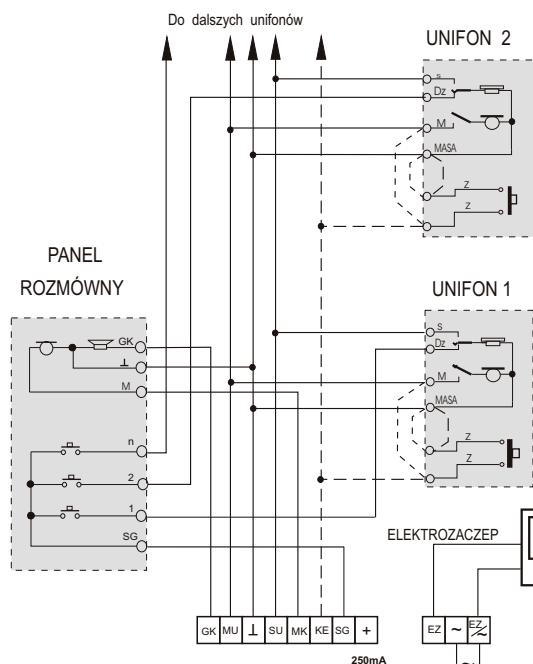 Do dalszych unifonów
UNIFON 2
s
Dz
M
MASA
Z
Z
PANEL
ROZMÓWNY
UNIFON 1
GK
⊥
M
s
Dz
M
MASA
Z
Z
n
2
1
SG
ELEKTROZACZEP
GK MU ⊥ SU MK KE SG +
EZ ~ EZ ~
250mA